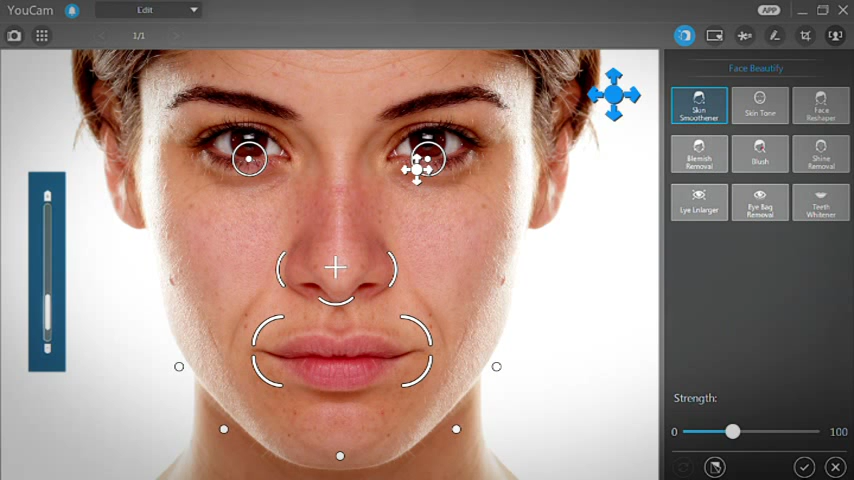 YouCam
Edit
APP
1/1
Face Beautify
Skin
Smoothener
Skin Tone
Face
Reshaper
Blemish
Removal
Blush
Shine
Removal
Eye Enlarger
Eye Bag
Removal
Teeth
Whitener
Strength:
0
100